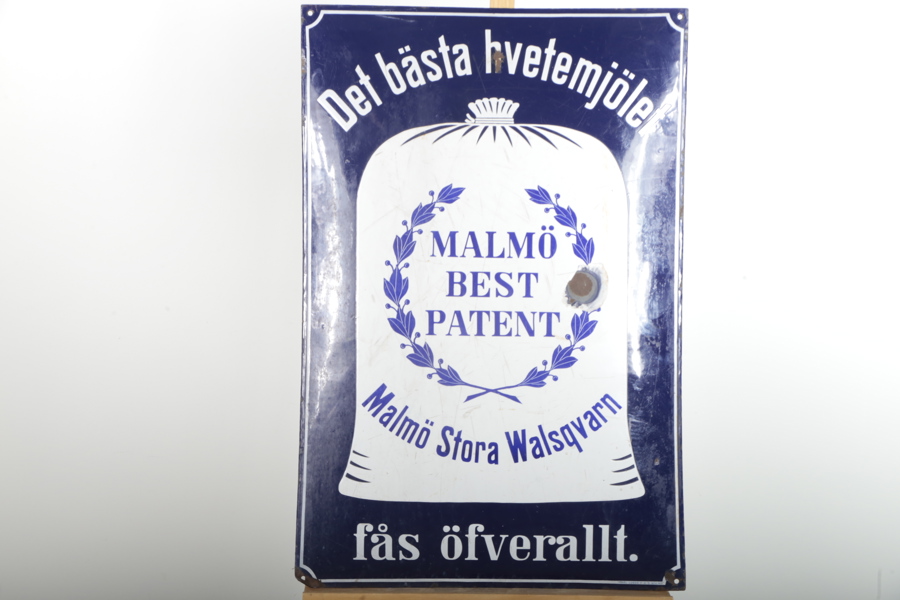 Det bästa hvetemjölet
MALMÖ
BEST
PATENT
Malmö Stora Walsqvarn
fås öfverallt.